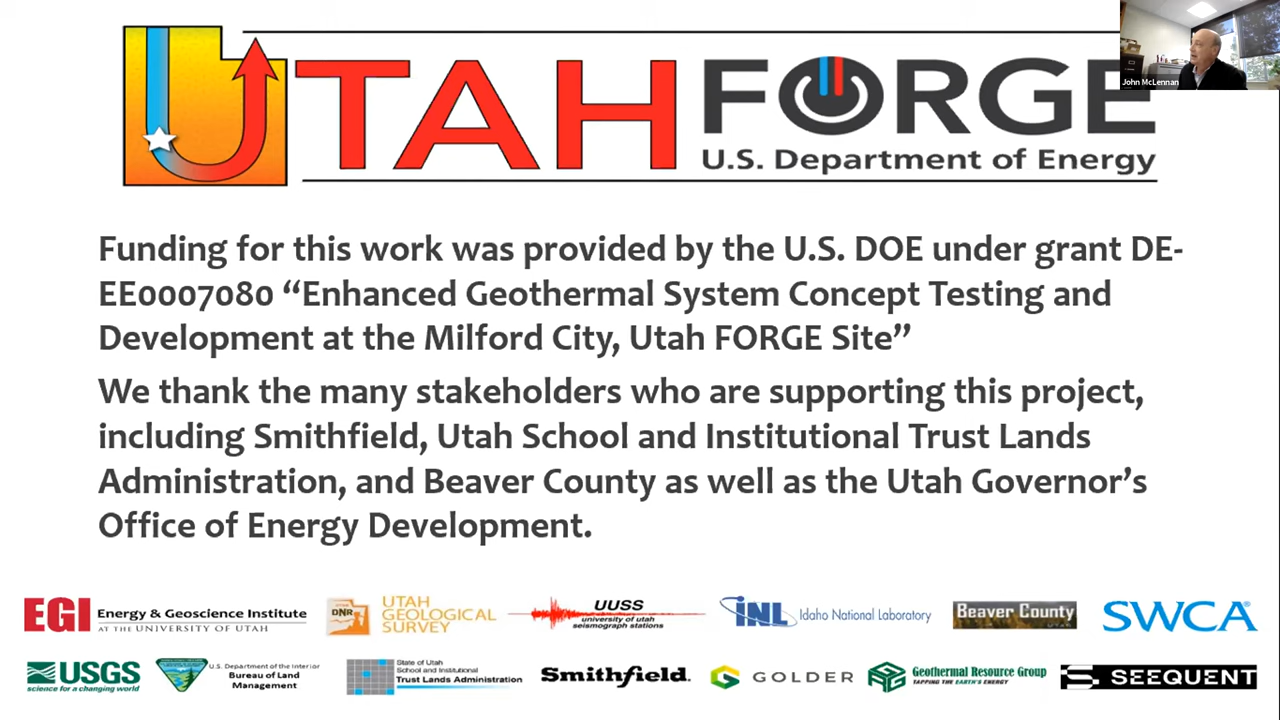 UTAH FORGE
John McLennan
U.S. Department of Energy
Funding for this work was provided by the U.S. DOE under grant DE-
EE0007080 “Enhanced Geothermal System Concept Testing and
Development at the Milford City, Utah FORGE Site”
We thank the many stakeholders who are supporting this project,
including Smithfield, Utah School and Institutional Trust Lands
Administration, and Beaver County as well as the Utah Governor’s
Office of Energy Development.
EGI Energy & Geoscience Institute
AT THE UNIVERSITY OF UTAH
DNR
UTAH
GEOLOGICAL
SURVEY
UUSS
university of utah
seismograph stations
INL Idaho National Laboratory
Beaver County
SWCA
USGS
science for a changing world
U.S. Department of the Interior
Bureau of Land
Management
State of Utah
School and Institutional
Trust Lands Administration
Smithfield.
GOLDER
Geothermal Resource Group
TAPPING THE EARTH'S ENERGY
SEEQUENT